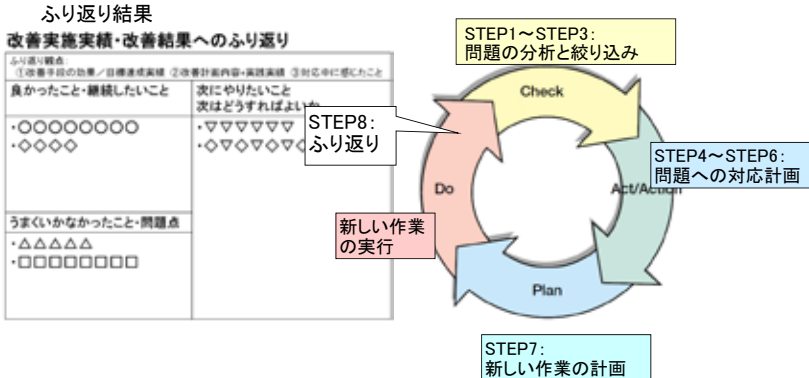 ふり返り結果
改善実施実績・改善結果へのふり返り
ふり返り観点:
①改善手段の効果／目標達成実績 ②改善計画内容・実践実績 ③対応中に感じたこと
良かったこと・継続したいこと
・〇〇〇〇〇〇〇〇
・◇◇◇◇
うまくいかなかったこと・問題点
・△△△△△
・□□□□□□□□
次にやりたいこと
次はどうすればよいか
・▽▽▽▽▽▽
・◇▽◇▽◇▽◇
STEP8:
ふり返り
STEP1～STEP3:
問題の分析と絞り込み
Check
STEP4～STEP6:
問題への対応計画
Act/Action
Do
新しい作業
の実行
Plan
STEP7:
新しい作業の計画